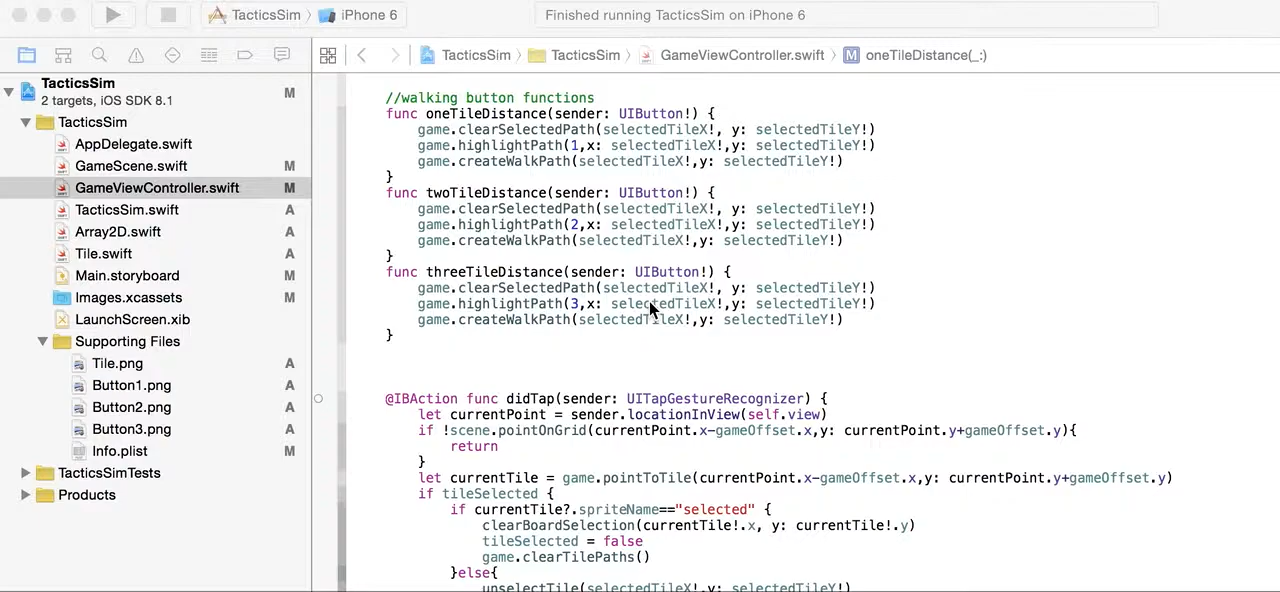 TacticsSim iPhone 6
Finished running TacticsSim on iPhone 6
TacticsSim TacticsSim GameViewController.swift M oneTileDistance(_:)
TacticsSim M
2 targets, iOS SDK 8.1
TacticsSim
AppDelegate.swift
GameScene.swift M
GameViewController.swift M
TacticsSim.swift A
Array2D.swift A
Tile.swift A
Main.storyboard M
Images.xcassets M
LaunchScreen.xib
Supporting Files
Tile.png A
Button1.png A
Button2.png A
Button3.png A
Info.plist M
TacticsSimTests
Products
//walking button functions
func oneTileDistance(sender: UIButton!) {
game.clearSelectedPath(selectedTileX!, y: selectedTileY!)
game.highlightPath(1,x: selectedTileX!,y: selectedTileY!)
game.createWalkPath(selectedTileX!,y: selectedTileY!)
}
func twoTileDistance(sender: UIButton!) {
game.clearSelectedPath(selectedTileX!, y: selectedTileY!)
game.highlightPath(2,x: selectedTileX!,y: selectedTileY!)
game.createWalkPath(selectedTileX!,y: selectedTileY!)
}
func threeTileDistance(sender: UIButton!) {
game.clearSelectedPath(selectedTileX!, y: selectedTileY!)
game.highlightPath(3,x: selectedTileX!,y: selectedTileY!)
game.createWalkPath(selectedTileX!,y: selectedTileY!)
}
@IBAction func didTap(sender: UITapGestureRecognizer) {
let currentPoint = sender.locationInView(self.view)
if !scene.pointOnGrid(currentPoint.x-gameOffset.x,y: currentPoint.y+gameOffset.y){
return
}
let currentTile = game.pointToTile(currentPoint.x-gameOffset.x,y: currentPoint.y+gameOffset.y)
if tileSelected {
if currentTile?.spriteName=="selected" {
clearBoardSelection(currentTile!.x, y: currentTile!.y)
tileSelected = false
game.clearTilePaths()
}else{
unselectTile(selectedTileX!,y: selectedTileY!)